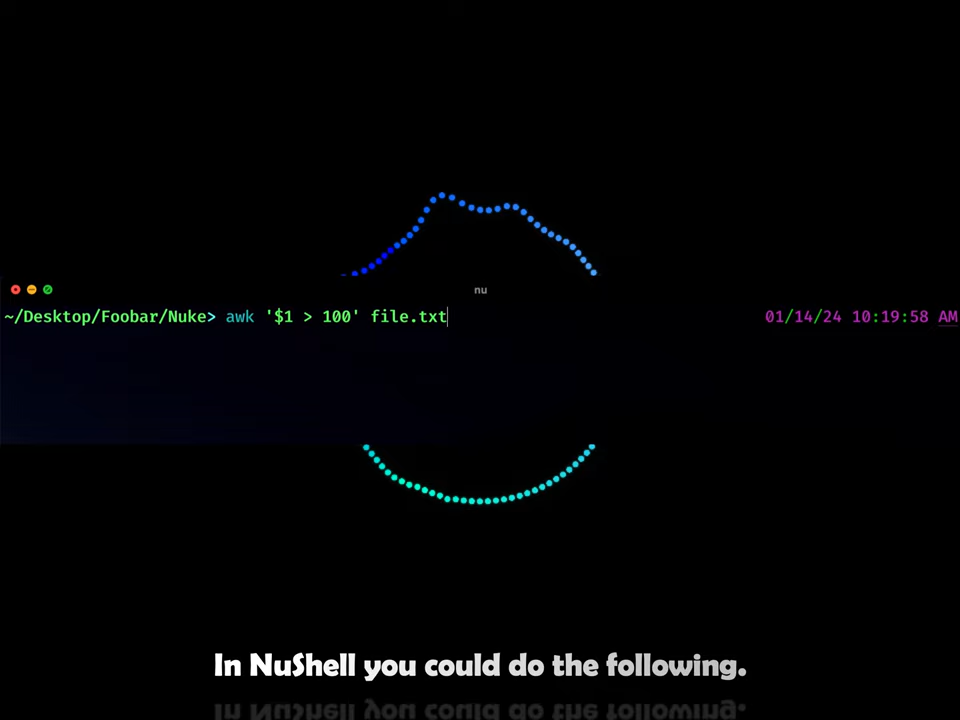 nu
~/Desktop/Foobar/Nuke> awk '$1 > 100' file.txt 01/14/24 10:19:58 AM
In NuShell you could do the following.